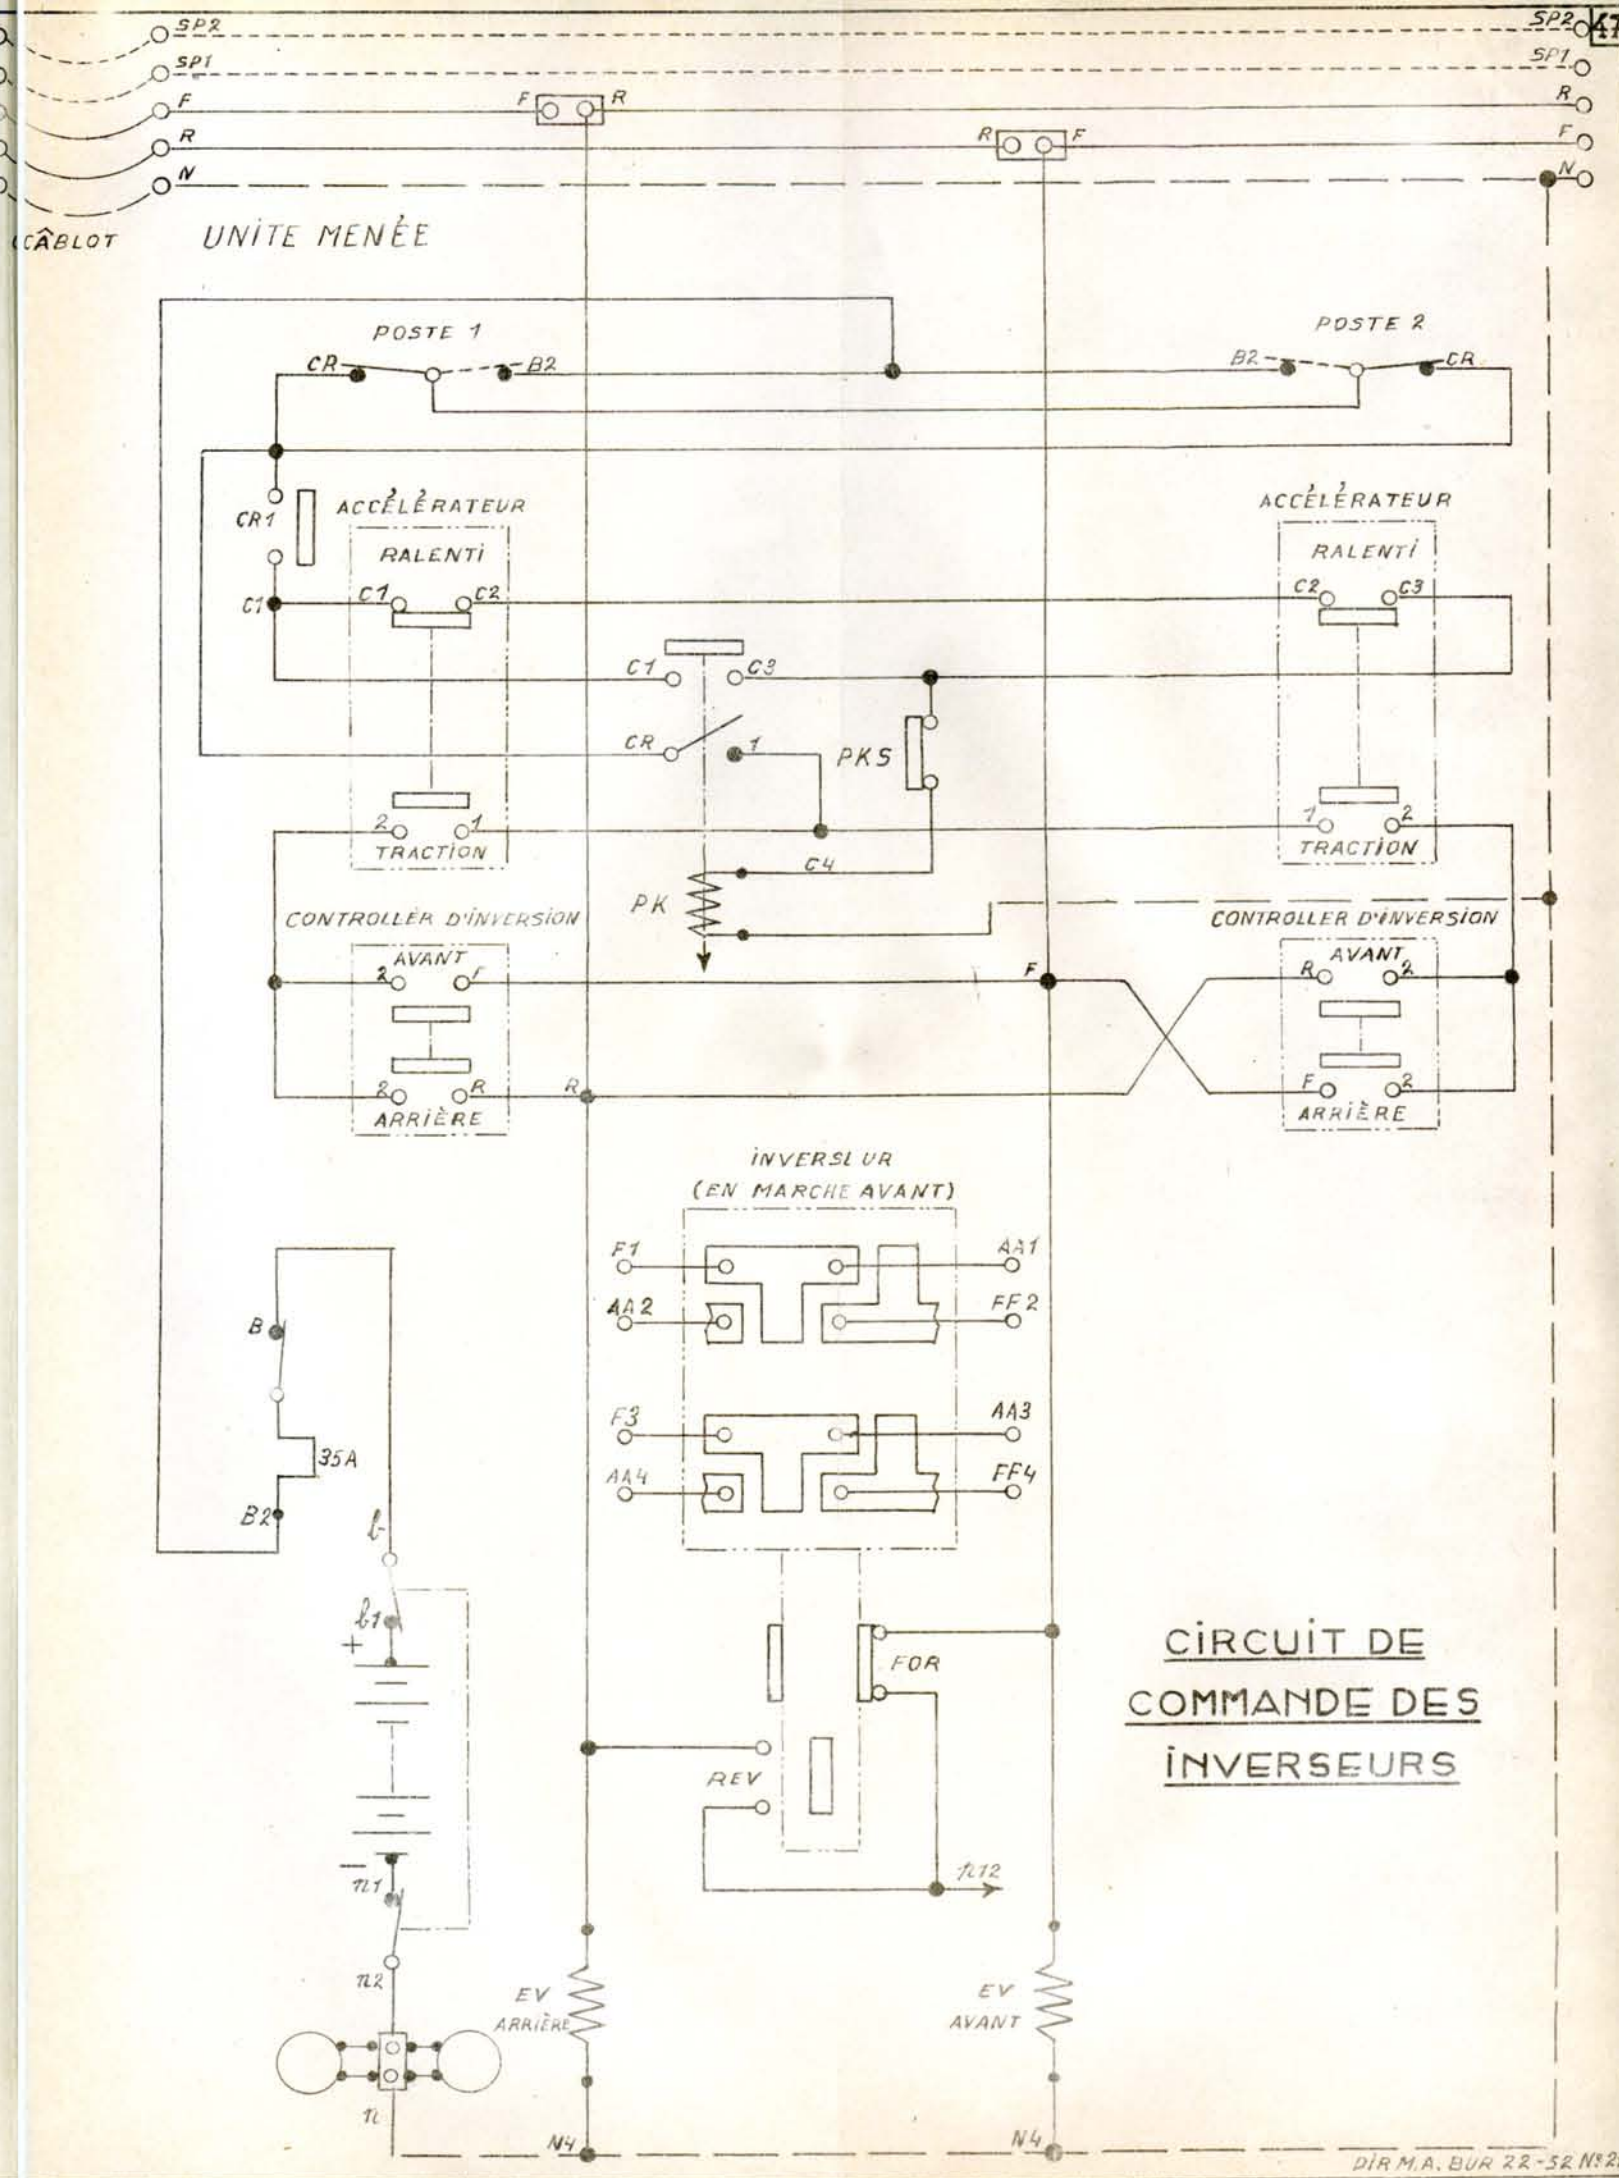 SP2 SP2 47
SP1 SP1
F F R R
R R F F
N N
CÂBLOT UNITE MENÉE
POSTE 1 POSTE 2
CR B2 B2 CR
CR1 ACCÉLÉRATEUR ACCÉLÉRATEUR
RALENTI RALENTI
C1 C1 C2 C2 C3
C1 C3
CR 1 PKS
2 1 1 2
TRACTION TRACTION
C4
PK
CONTROLLER D'INVERSION CONTROLLER D'INVERSION
AVANT AVANT
2 F F R 2
2 R R F 2
ARRIÈRE ARRIÈRE
INVERSEUR
(EN MARCHE AVANT)
F1 AA1
AA2 FF2
B
F3 AA3
35A
AA4 FF4
B2 b
b1
+
FOR
REV
CIRCUIT DE
COMMANDE DES
INVERSEURS
−
n1 n12
n2
EV EV
ARRIÈRE AVANT
n
N4 N4
DIR M.A. BUR 22-52 Nº2